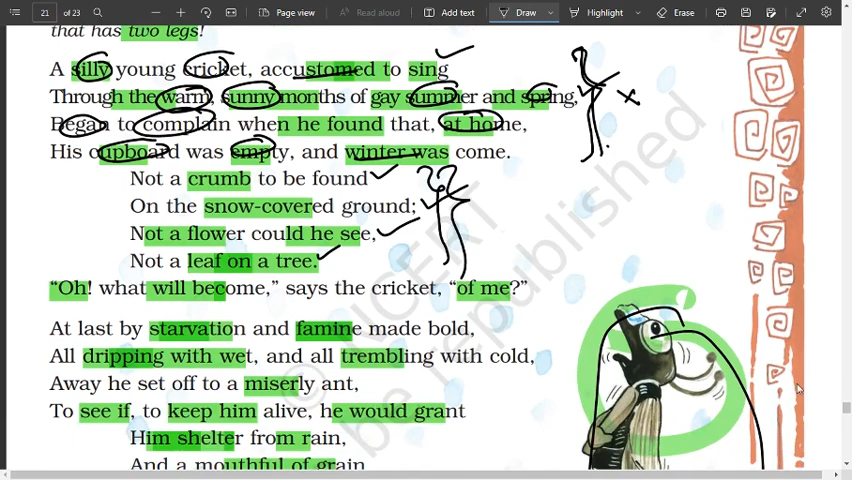 21 of 23
Page view
Read aloud
Add text
Draw
Highlight
Erase
that has two legs!
A silly young cricket, accustomed to sing
Through the warm, sunny months of gay summer and spring,
Began to complain when he found that, at home,
His cupboard was empty, and winter was come.
Not a crumb to be found
On the snow-covered ground;
Not a flower could he see,
Not a leaf on a tree.
“Oh! what will become,” says the cricket, “of me?”
At last by starvation and famine made bold,
All dripping with wet, and all trembling with cold,
Away he set off to a miserly ant,
To see if, to keep him alive, he would grant
Him shelter from rain,
And a mouthful of grain
© NCERT
be republished